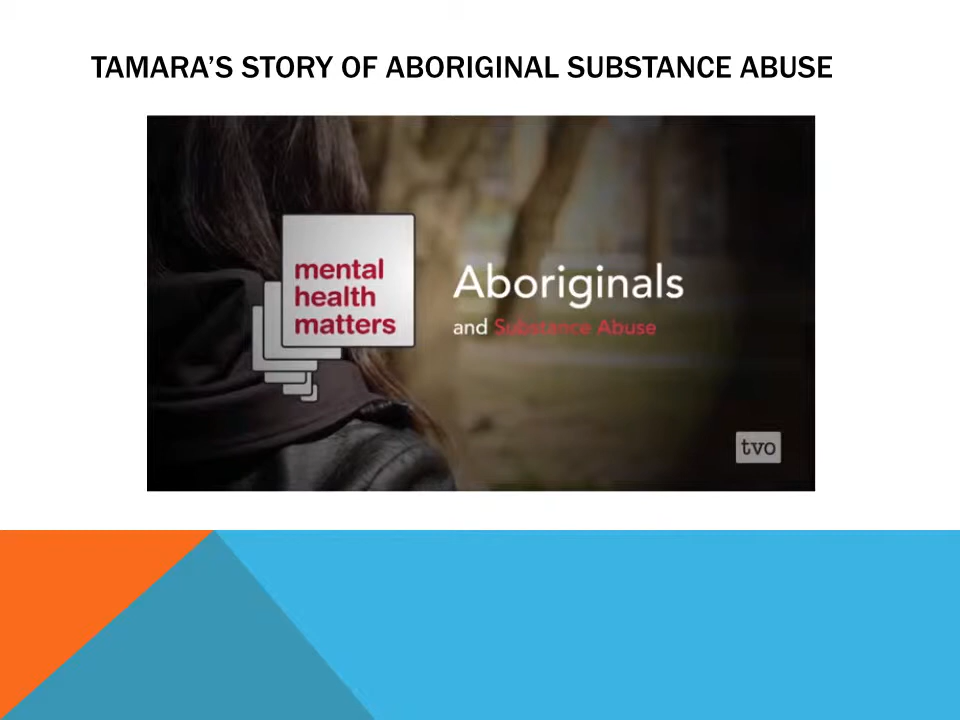 TAMARA'S STORY OF ABORIGINAL SUBSTANCE ABUSE
mental
health
matters
Aboriginals
and Substance Abuse
tvo